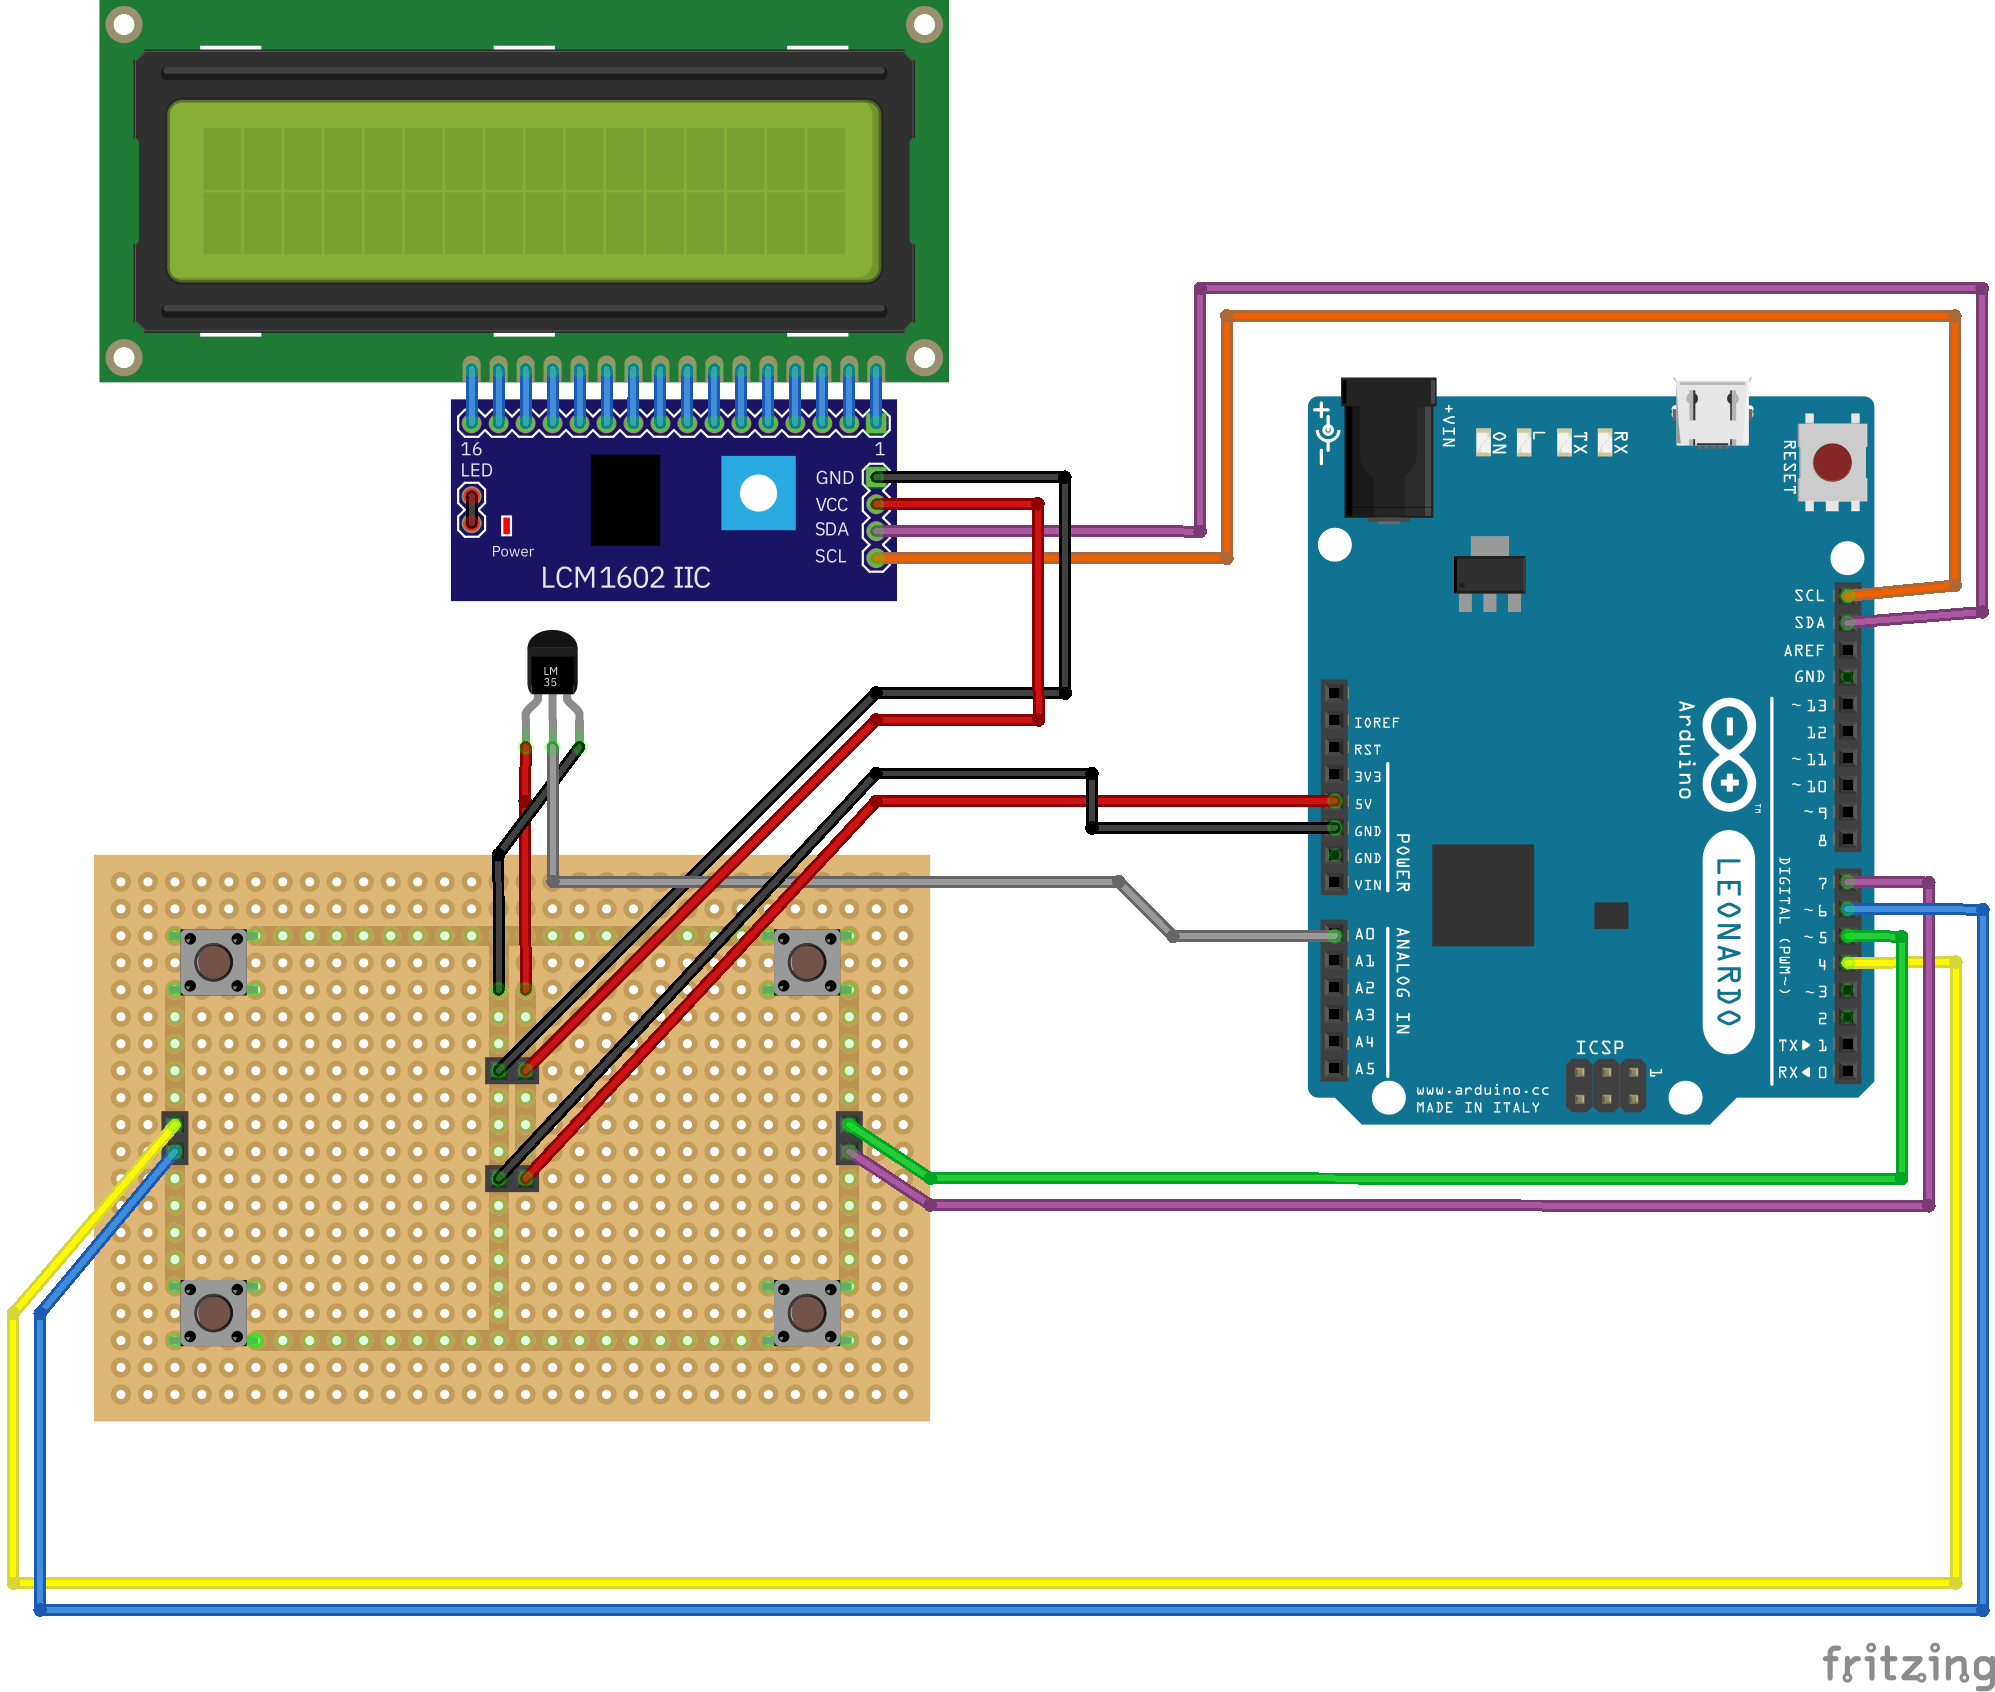 16
1
LED
GND
VCC
SDA
SCL
Power
LCM1602 IIC
LM
35
+
-
+VIN
ON
L
TX
RX
RESET
SCL
SDA
AREF
GND
~13
12
~11
~10
~9
8
IOREF
RST
3V3
5V
GND
GND
VIN
POWER
A0
A1
A2
A3
A4
A5
ANALOG IN
Arduino
TM
LEONARDO
DIGITAL (PWM~)
7
~6
~5
4
~3
2
TX▶ 1
RX◀ 0
ICSP
1
www.arduino.cc
MADE IN ITALY
fritzing